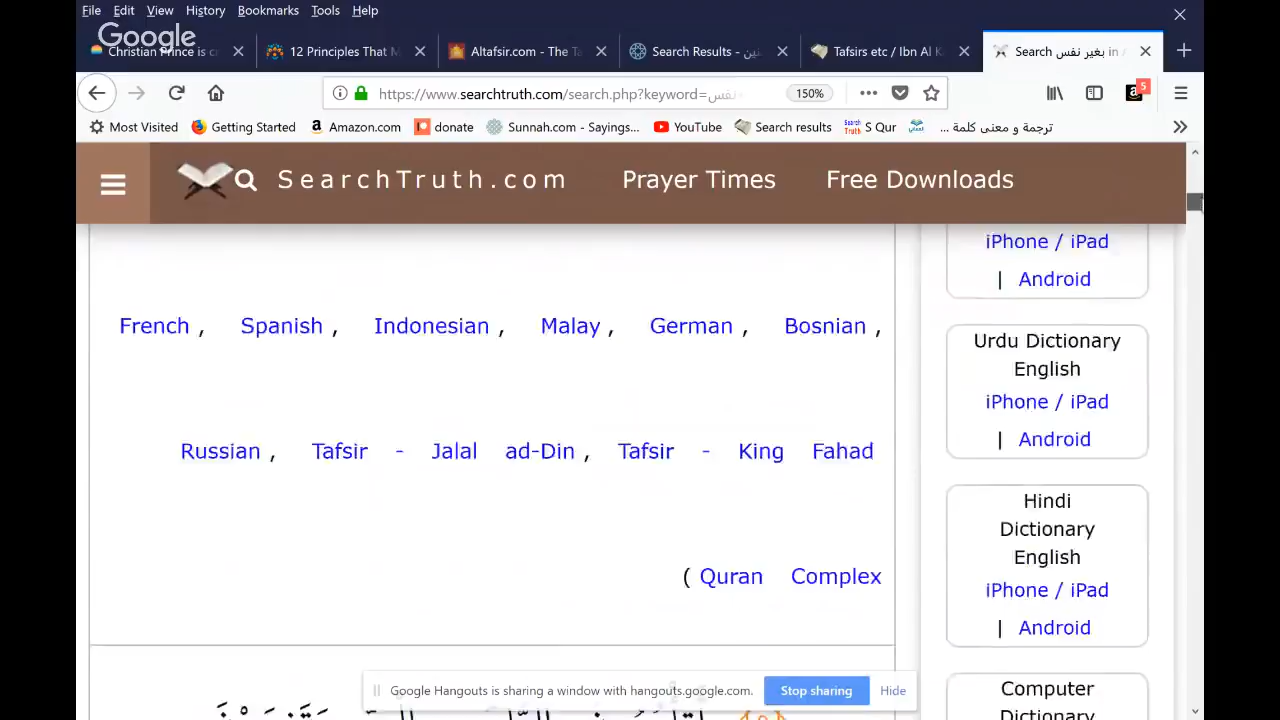 File Edit View History Bookmarks Tools Help
Google
Christian Prince is c
12 Principles That M
Altafsir.com - The Ta
Search Results - ين
Tafsirs etc / Ibn Al K
Search بغير نفس in
https://www.searchtruth.com/search.php?keyword=نفس
150%
5
Most Visited Getting Started Amazon.com donate Sunnah.com - Sayings... YouTube Search results S Qur ترجمة و معنى كلمة ...
SearchTruth.com Prayer Times Free Downloads
French , Spanish , Indonesian , Malay , German , Bosnian ,
Russian , Tafsir - Jalal ad-Din , Tafsir - King Fahad
( Quran Complex
iPhone / iPad
| Android
Urdu Dictionary
English
iPhone / iPad
| Android
Hindi
Dictionary
English
iPhone / iPad
| Android
Computer
Dictionary
Google Hangouts is sharing a window with hangouts.google.com. Stop sharing Hide